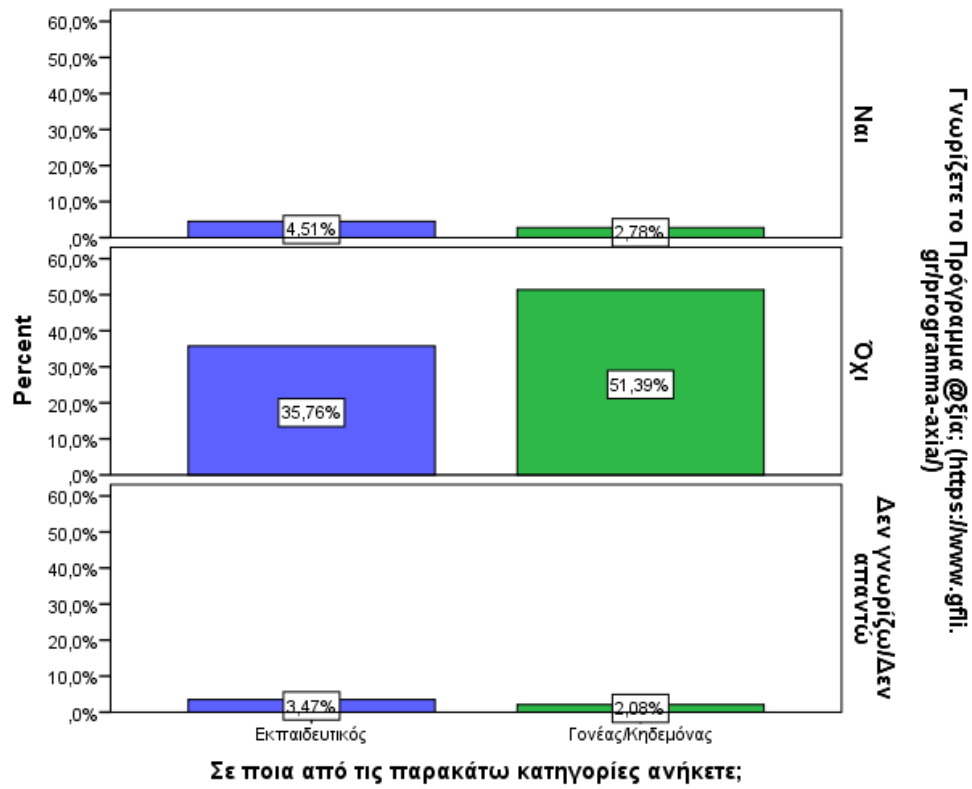 60,0%
50,0%
40,0%
30,0%
20,0%
10,0%
,0%
4,51%
2,78%
Ναι
60,0%
50,0%
40,0%
30,0%
20,0%
10,0%
,0%
35,76%
51,39%
Όχι
60,0%
50,0%
40,0%
30,0%
20,0%
10,0%
,0%
3,47%
2,08%
Δεν γνωρίζω/Δεν
απαντώ
Percent
Εκπαιδευτικός
Γονέας/Κηδεμόνας
Σε ποια από τις παρακάτω κατηγορίες ανήκετε;
Γνωρίζετε το Πρόγραμμα @ξία; (https://www.gfli.
gr/programma-axia/)